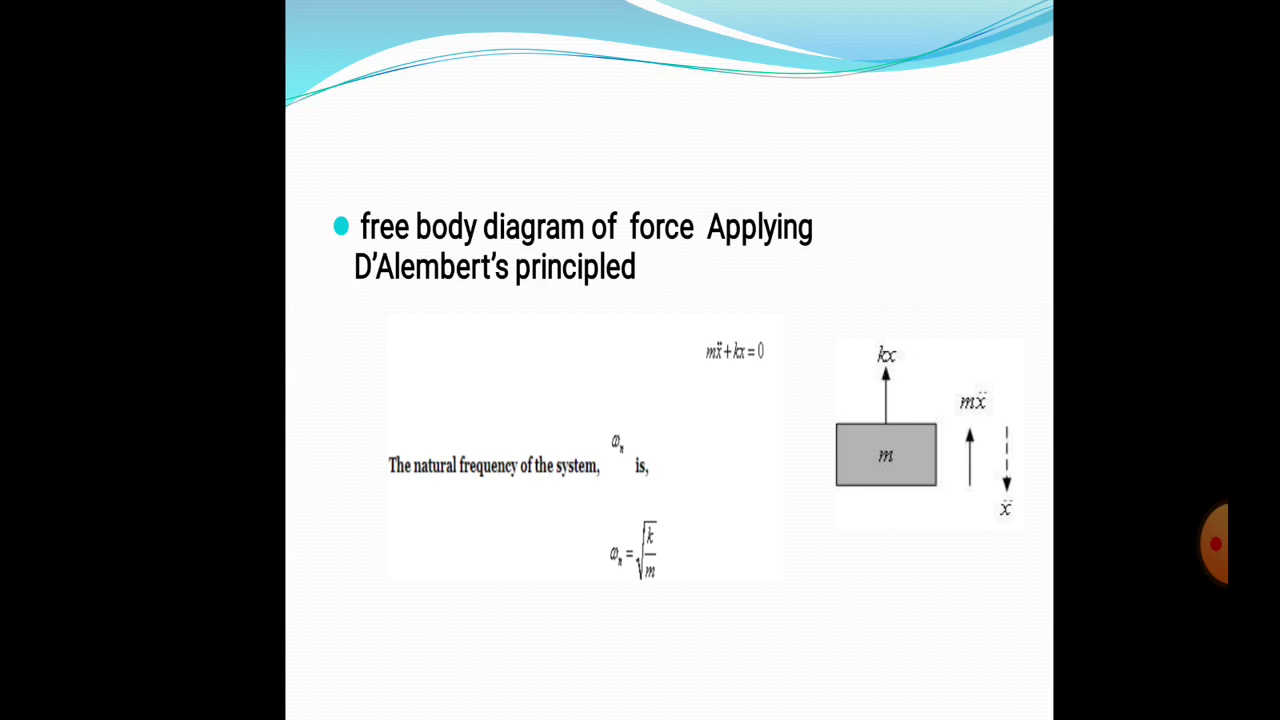 free body diagram of force Applying
D'Alembert's principled
mẍ + kx = 0
The natural frequency of the system, ωₙ is,
ωₙ = √(k/m)
kx
mẍ
m
ẍ